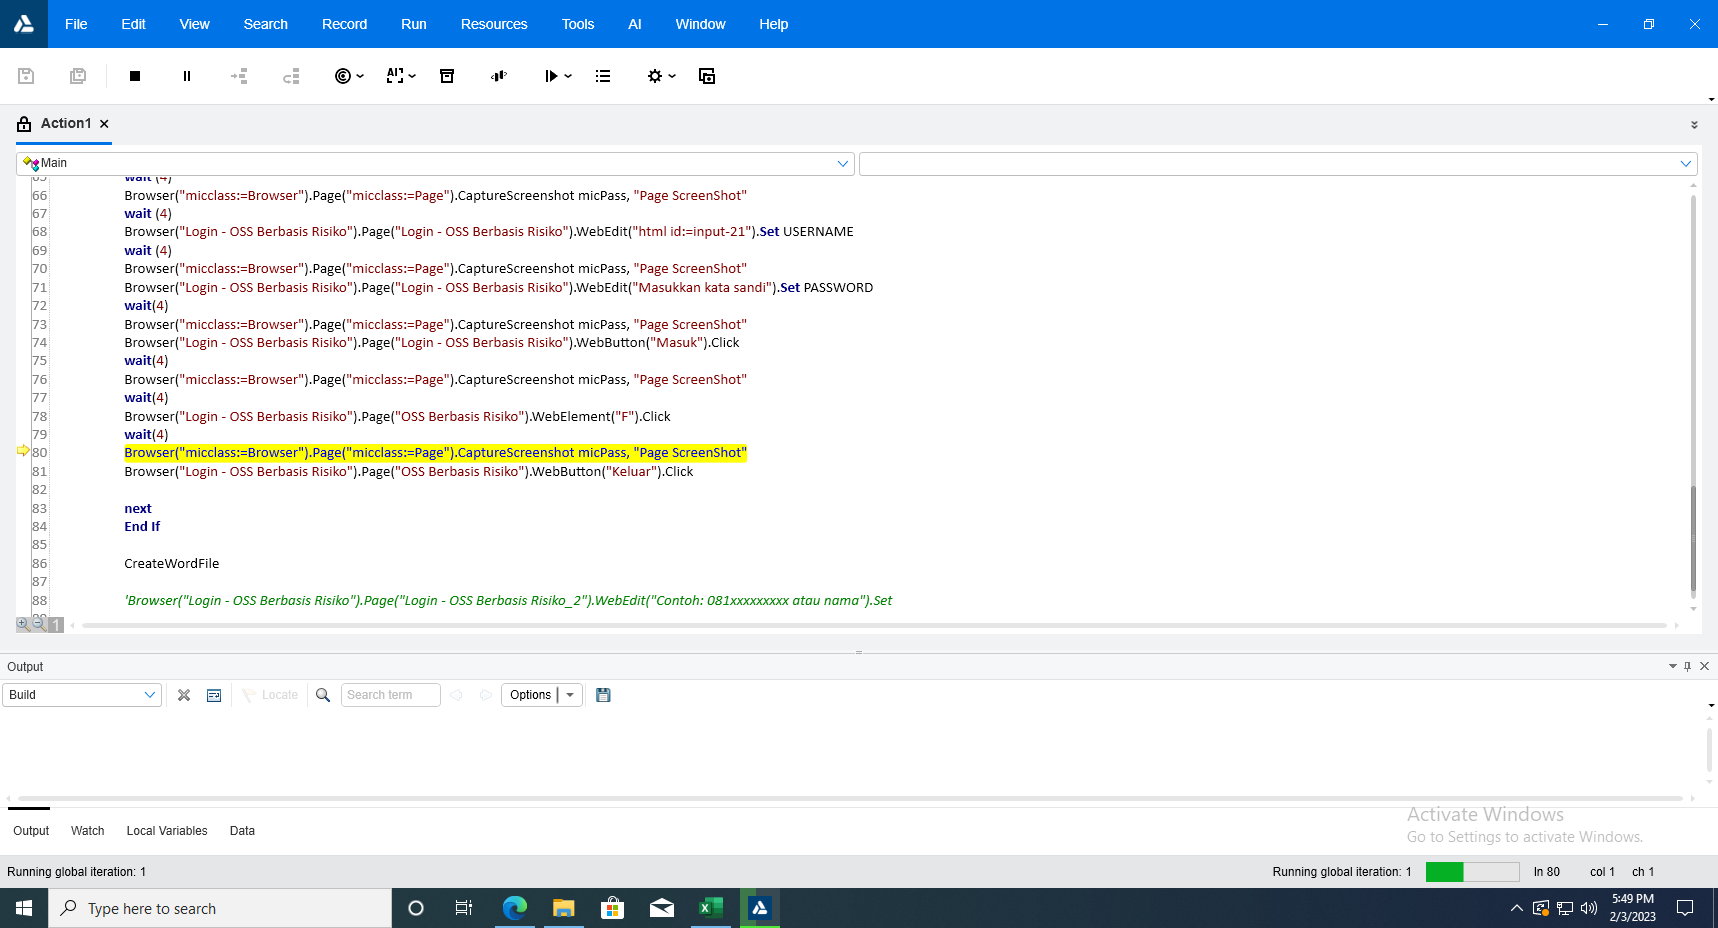 File Edit View Search Record Run Resources Tools AI Window Help
Action1
Main
65 wait (4)
66 Browser("micclass:=Browser").Page("micclass:=Page").CaptureScreenshot micPass, "Page ScreenShot"
67 wait (4)
68 Browser("Login - OSS Berbasis Risiko").Page("Login - OSS Berbasis Risiko").WebEdit("html id:=input-21").Set USERNAME
69 wait (4)
70 Browser("micclass:=Browser").Page("micclass:=Page").CaptureScreenshot micPass, "Page ScreenShot"
71 Browser("Login - OSS Berbasis Risiko").Page("Login - OSS Berbasis Risiko").WebEdit("Masukkan kata sandi").Set PASSWORD
72 wait(4)
73 Browser("micclass:=Browser").Page("micclass:=Page").CaptureScreenshot micPass, "Page ScreenShot"
74 Browser("Login - OSS Berbasis Risiko").Page("Login - OSS Berbasis Risiko").WebButton("Masuk").Click
75 wait(4)
76 Browser("micclass:=Browser").Page("micclass:=Page").CaptureScreenshot micPass, "Page ScreenShot"
77 wait(4)
78 Browser("Login - OSS Berbasis Risiko").Page("OSS Berbasis Risiko").WebElement("F").Click
79 wait(4)
80 Browser("micclass:=Browser").Page("micclass:=Page").CaptureScreenshot micPass, "Page ScreenShot"
81 Browser("Login - OSS Berbasis Risiko").Page("OSS Berbasis Risiko").WebButton("Keluar").Click
82
83 next
84 End If
85
86 CreateWordFile
87
88 'Browser("Login - OSS Berbasis Risiko").Page("Login - OSS Berbasis Risiko_2").WebEdit("Contoh: 081xxxxxxxxx atau nama").Set
89
1
Output
Build Locate Search term Options
Output Watch Local Variables Data
Activate Windows
Go to Settings to activate Windows.
Running global iteration: 1 Running global iteration: 1 ln 80 col 1 ch 1
Type here to search
5:49 PM
2/3/2023